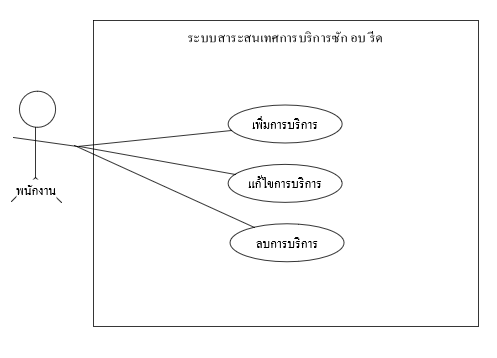 ระบบสาระสนเทศการบริการซัก อบ รีด
เพิ่มการบริการ
แก้ไขการบริการ
พนักงาน
ลบการบริการ